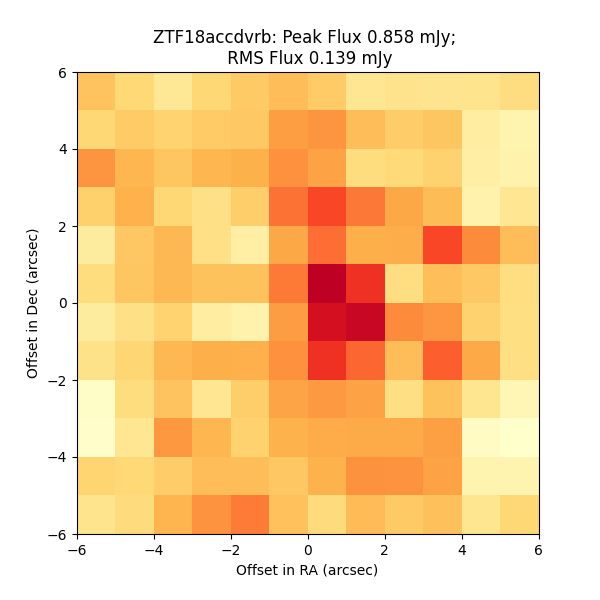 ZTF18accdvrb: Peak Flux 0.858 mJy;
RMS Flux 0.139 mJy
6
4
2
0
−2
−4
−6
Offset in Dec (arcsec)
−6 −4 −2 0 2 4 6
Offset in RA (arcsec)